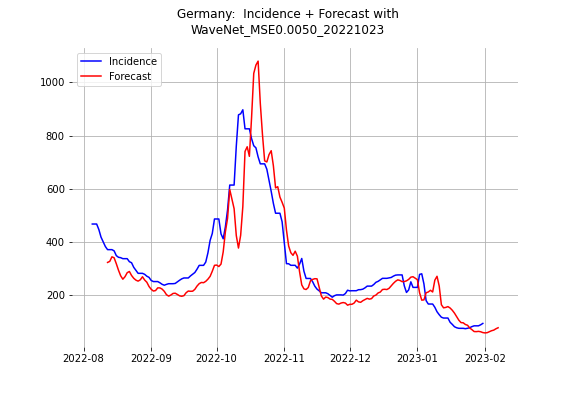 Germany:  Incidence + Forecast with
WaveNet_MSE0.0050_20221023
Incidence
Forecast
1000
800
600
400
200
2022-08 2022-09 2022-10 2022-11 2022-12 2023-01 2023-02